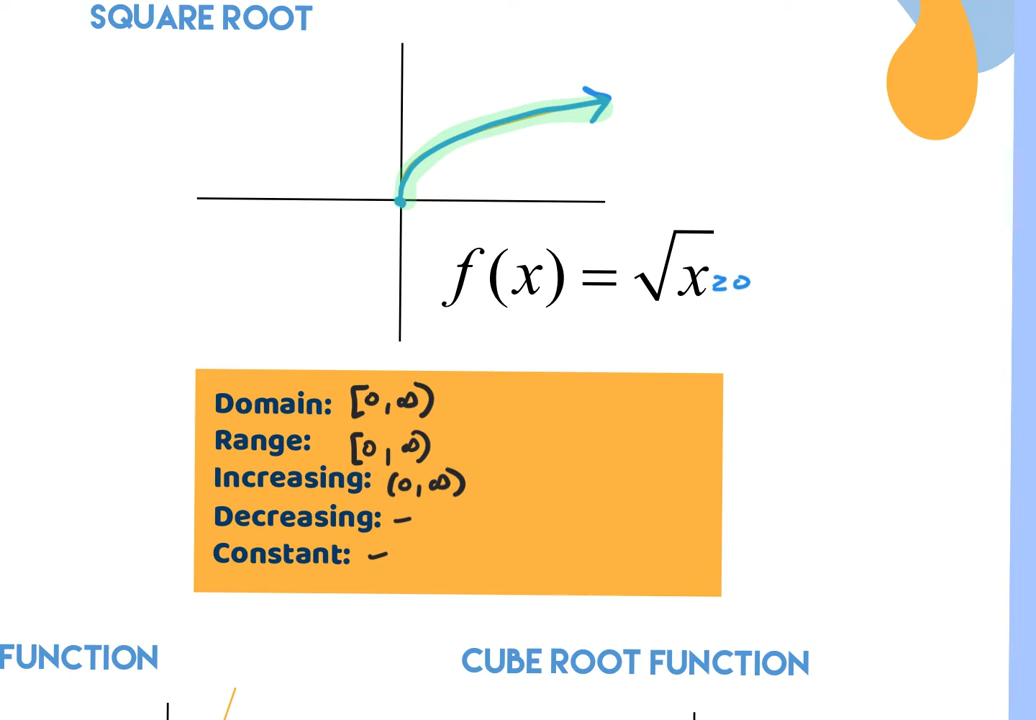 SQUARE ROOT
f(x) = √x ≥0
Domain: [0, ∞)
Range: [0, ∞)
Increasing: (0, ∞)
Decreasing: –
Constant: –
FUNCTION
CUBE ROOT FUNCTION